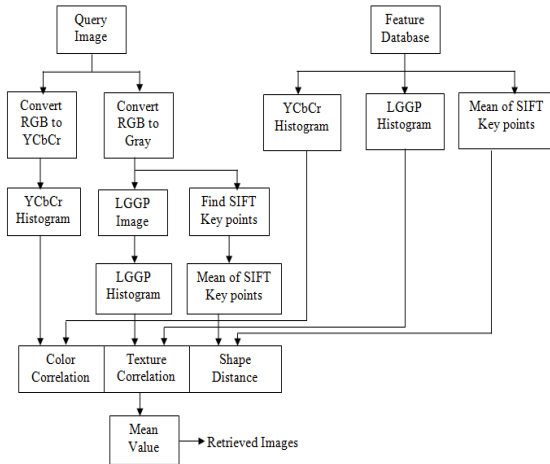 Query
Image
Feature
Database
Convert
RGB to
YCbCr
Convert
RGB to
Gray
YCbCr
Histogram
LGGP
Histogram
Mean of SIFT
Key points
YCbCr
Histogram
LGGP
Image
Find SIFT
Key points
LGGP
Histogram
Mean of SIFT
Key points
Color
Correlation
Texture
Correlation
Shape
Distance
Mean
Value
Retrieved Images